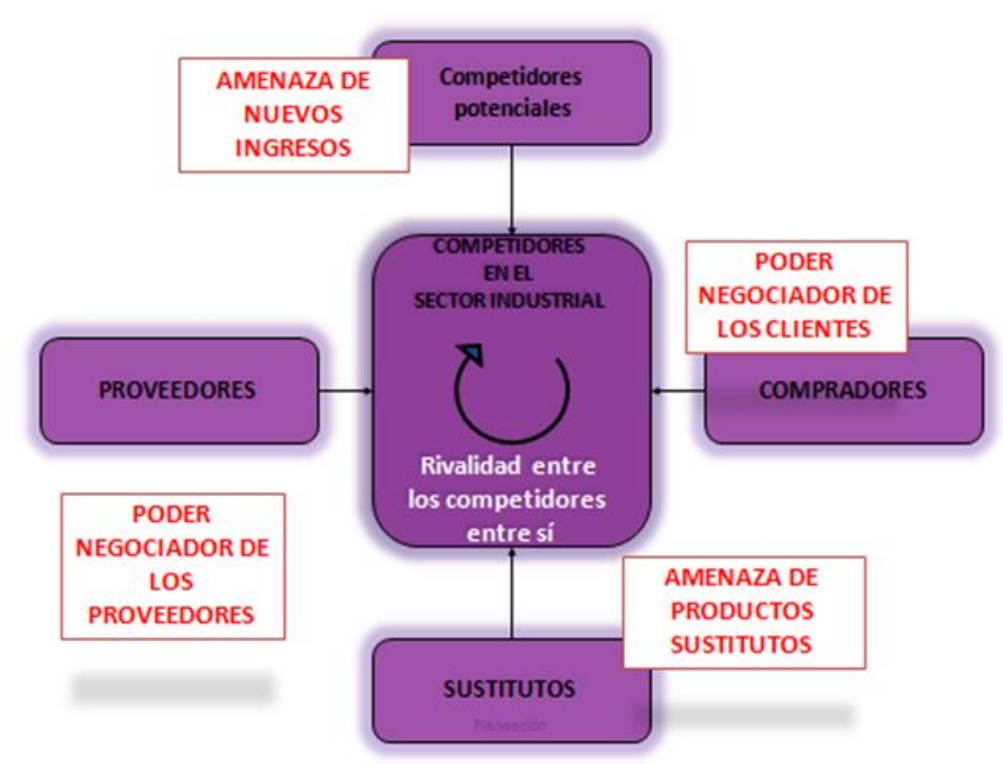 AMENAZA DE
NUEVOS
INGRESOS
Competidores
potenciales
COMPETIDORES
EN EL
SECTOR INDUSTRIAL
PODER
NEGOCIADOR DE
LOS CLIENTES
PROVEEDORES
COMPRADORES
Rivalidad entre
los competidores
entre sí
PODER
NEGOCIADOR DE
LOS
PROVEEDORES
AMENAZA DE
PRODUCTOS
SUSTITUTOS
SUSTITUTOS
Planeación